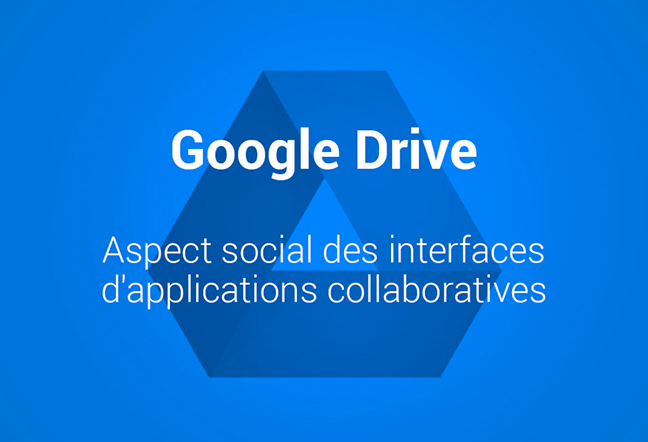 Google Drive
Aspect social des interfaces
d'applications collaboratives